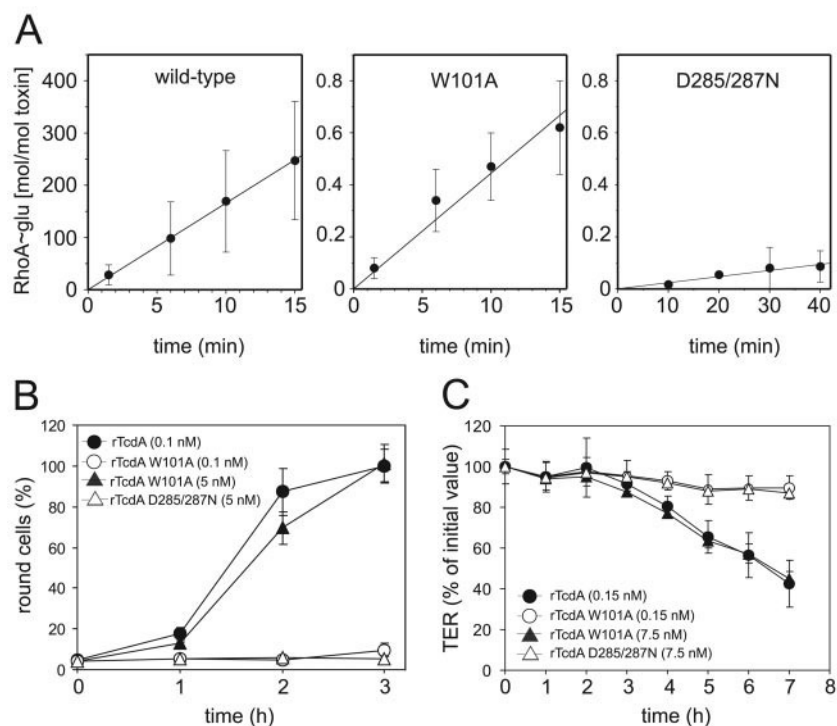 A
wild-type
W101A
D285/287N
RhoA~glu [mol/mol toxin]
400
300
200
100
0
0.8
0.6
0.4
0.2
0
0.8
0.6
0.4
0.2
0
0 5 10 15
0 5 10 15
0 10 20 30 40
time (min)
time (min)
time (min)
B
rTcdA (0.1 nM)
rTcdA W101A (0.1 nM)
rTcdA W101A (5 nM)
rTcdA D285/287N (5 nM)
round cells (%)
120
100
80
60
40
20
0
0 1 2 3
time (h)
C
TER (% of initial value)
120
100
80
60
40
20
0
rTcdA (0.15 nM)
rTcdA W101A (0.15 nM)
rTcdA W101A (7.5 nM)
rTcdA D285/287N (7.5 nM)
0 1 2 3 4 5 6 7 8
time (h)